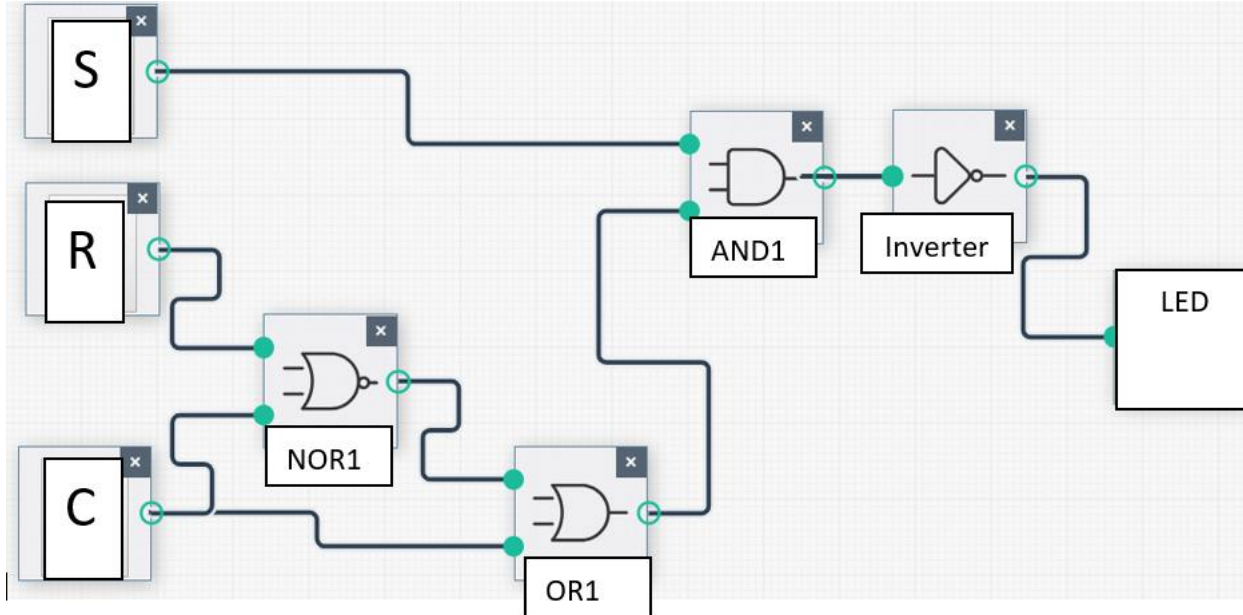 S
R
C
NOR1
OR1
AND1
Inverter
LED